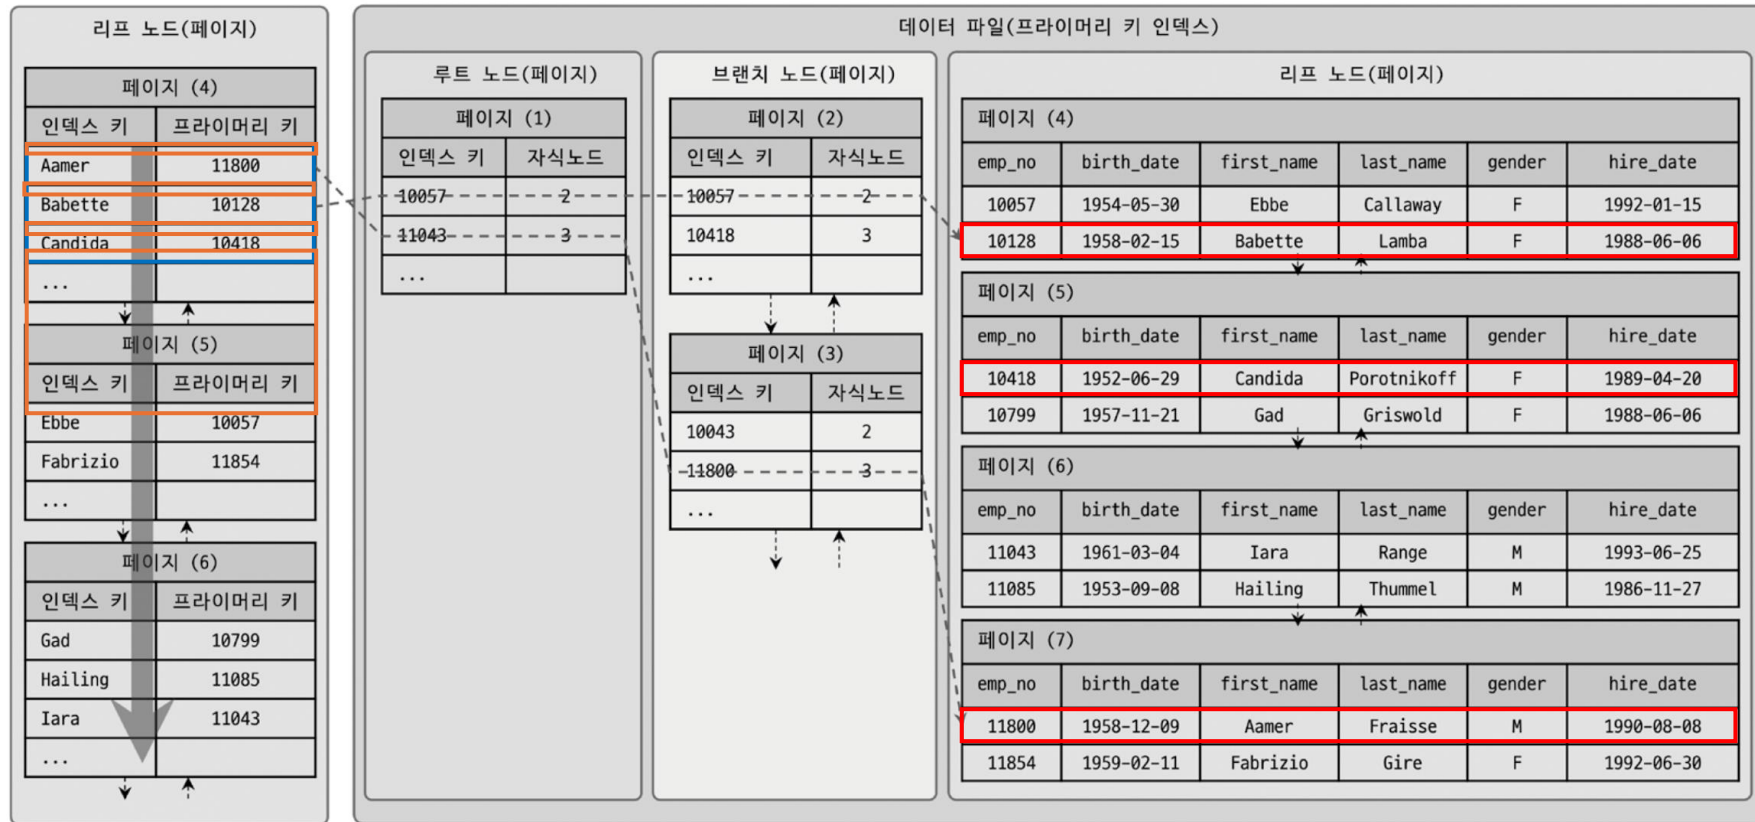 리프 노드(페이지)
페이지 (4)
인덱스 키 프라이머리 키
Aamer 11800
Babette 10128
Candida 10418
...
페이지 (5)
인덱스 키 프라이머리 키
Ebbe 10057
Fabrizio 11854
...
페이지 (6)
인덱스 키 프라이머리 키
Gad 10799
Hailing 11085
Iara 11043
...
데이터 파일(프라이머리 키 인덱스)
루트 노드(페이지)
페이지 (1)
인덱스 키 자식노드
10057 2
11043 3
...
브랜치 노드(페이지)
페이지 (2)
인덱스 키 자식노드
10057 2
10418 3
...
페이지 (3)
인덱스 키 자식노드
10043 2
11800 3
...
리프 노드(페이지)
페이지 (4)
emp_no birth_date first_name last_name gender hire_date
10057 1954-05-30 Ebbe Callaway F 1992-01-15
10128 1958-02-15 Babette Lamba F 1988-06-06
페이지 (5)
emp_no birth_date first_name last_name gender hire_date
10418 1952-06-29 Candida Porotnikoff F 1989-04-20
10799 1957-11-21 Gad Griswold F 1988-06-06
페이지 (6)
emp_no birth_date first_name last_name gender hire_date
11043 1961-03-04 Iara Range M 1993-06-25
11085 1953-09-08 Hailing Thummel M 1986-11-27
페이지 (7)
emp_no birth_date first_name last_name gender hire_date
11800 1958-12-09 Aamer Fraisse M 1990-08-08
11854 1959-02-11 Fabrizio Gire F 1992-06-30